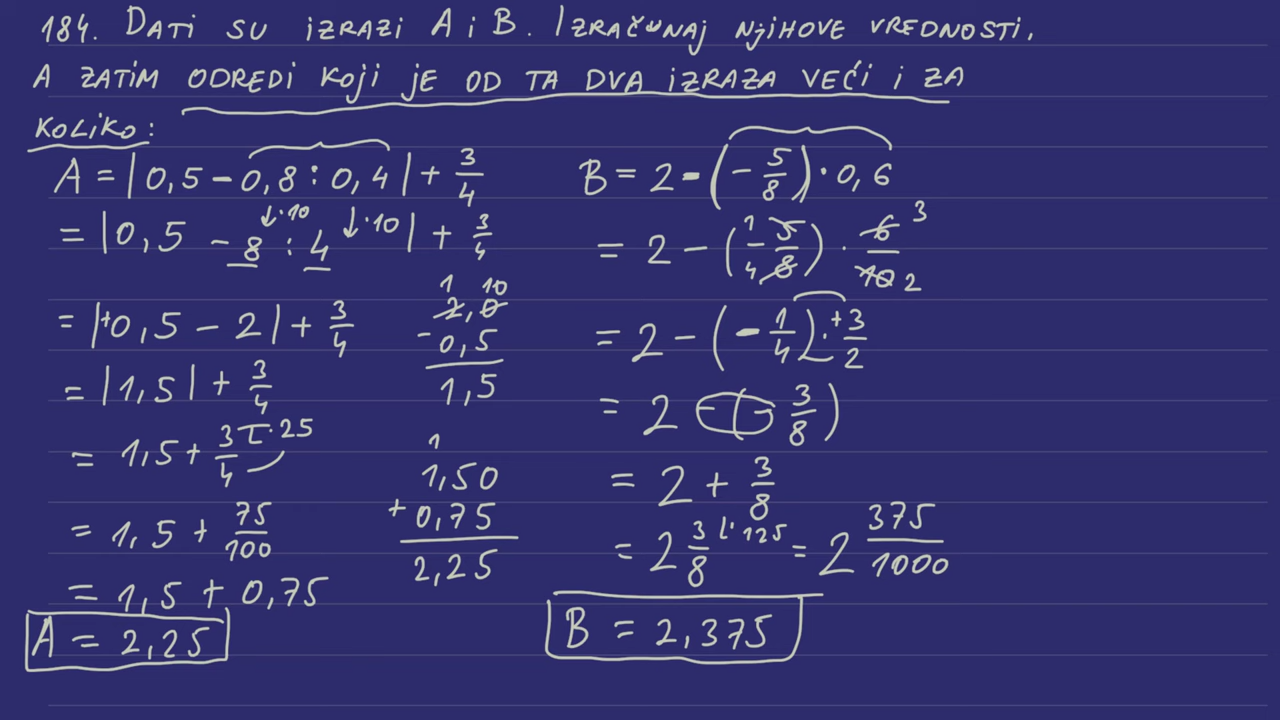 184. DATI SU IZRAZI A I B. IZRAČUNAJ NJIHOVE VREDNOSTI,
A ZATIM ODREDI KOJI JE OD TA DVA IZRAZA VEĆI I ZA
KOLIKO:
A = |0,5 - 0,8 : 0,4| + 3/4
= |0,5 - 8 : 4| + 3/4
↓·10 ↓·10
= |+0,5 - 2| + 3/4
= |1,5| + 3/4
= 1,5 + 3/4 ·25
= 1,5 + 75/100
= 1,5 + 0,75
A = 2,25
1 10
2,0
- 0,5
1,5
1
1,50
+ 0,75
2,25
B = 2 - (- 5/8) · 0,6
= 2 - (- 5/8) · 6/10
1 4 3 2
= 2 - (- 1/4) · + 3/2
= 2 - (- 3/8)
= 2 + 3/8
= 2 3/8 ·125 = 2 375/1000
B = 2,375